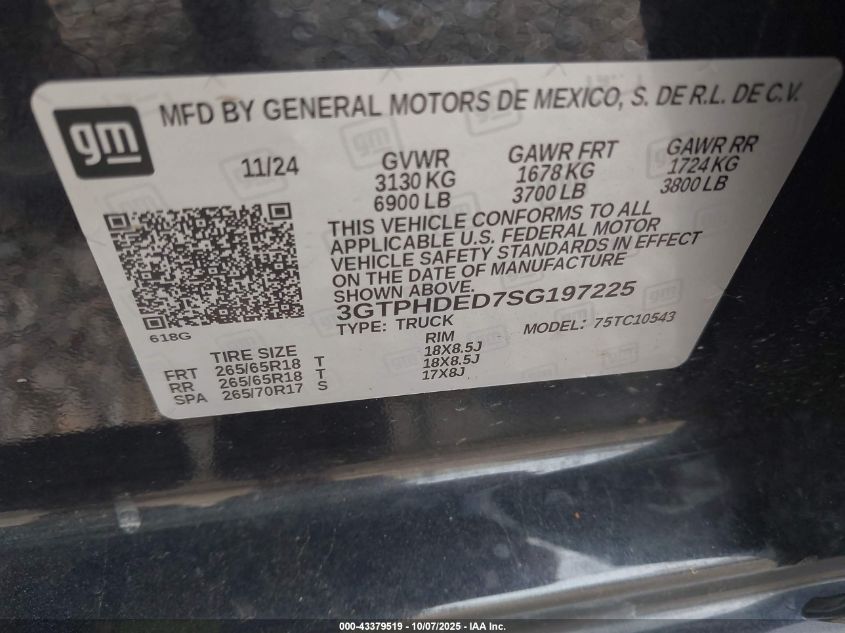 gm
MFD BY GENERAL MOTORS DE MEXICO, S. DE R.L. DE C.V.
11/24
GVWR
3130 KG
6900 LB
GAWR FRT
1678 KG
3700 LB
GAWR RR
1724 KG
3800 LB
THIS VEHICLE CONFORMS TO ALL
APPLICABLE U.S. FEDERAL MOTOR
VEHICLE SAFETY STANDARDS IN EFFECT
ON THE DATE OF MANUFACTURE
SHOWN ABOVE.
3GTPHDED7SG197225
TYPE: TRUCK
MODEL: 75TC10543
618G
TIRE SIZE RIM
FRT 265/65R18 T 18X8.5J
RR 265/65R18 T 18X8.5J
SPA 265/70R17 S 17X8J
000-43379519 - 10/07/2025 - IAA Inc.